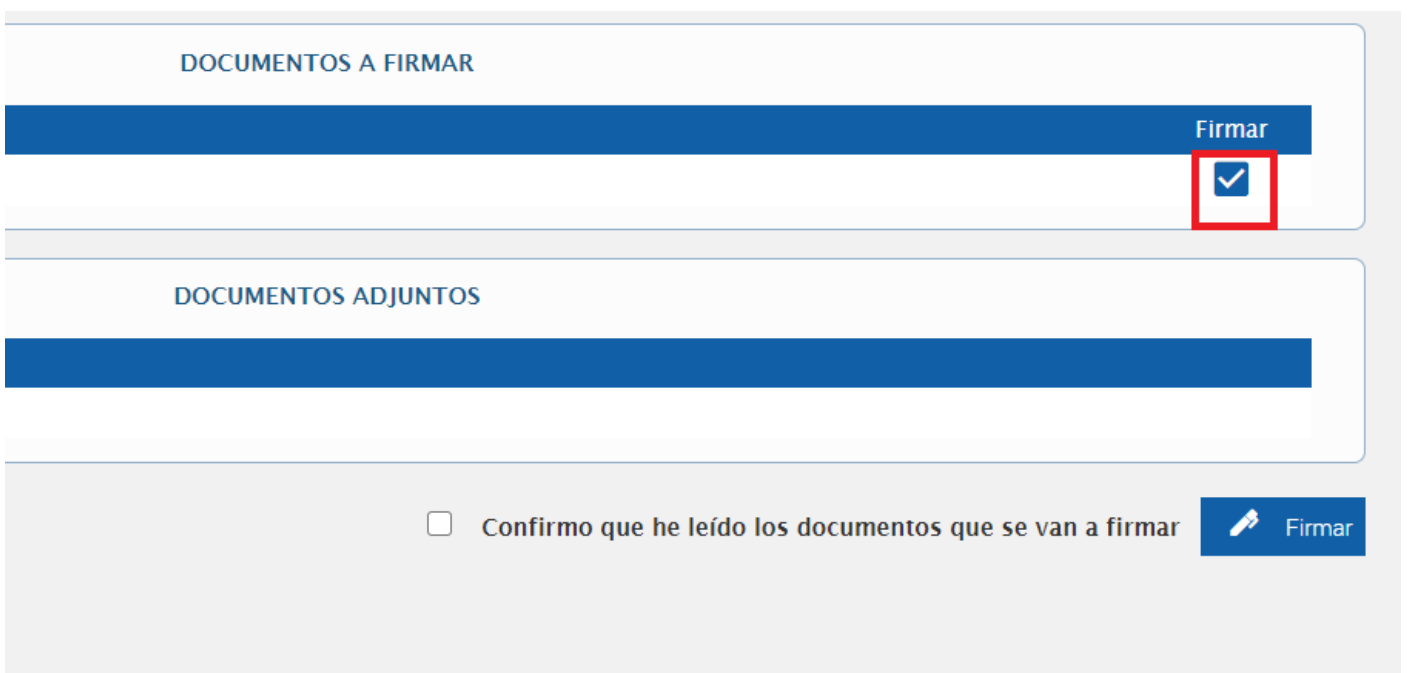 DOCUMENTOS A FIRMAR
Firmar
DOCUMENTOS ADJUNTOS
Confirmo que he leído los documentos que se van a firmar
Firmar